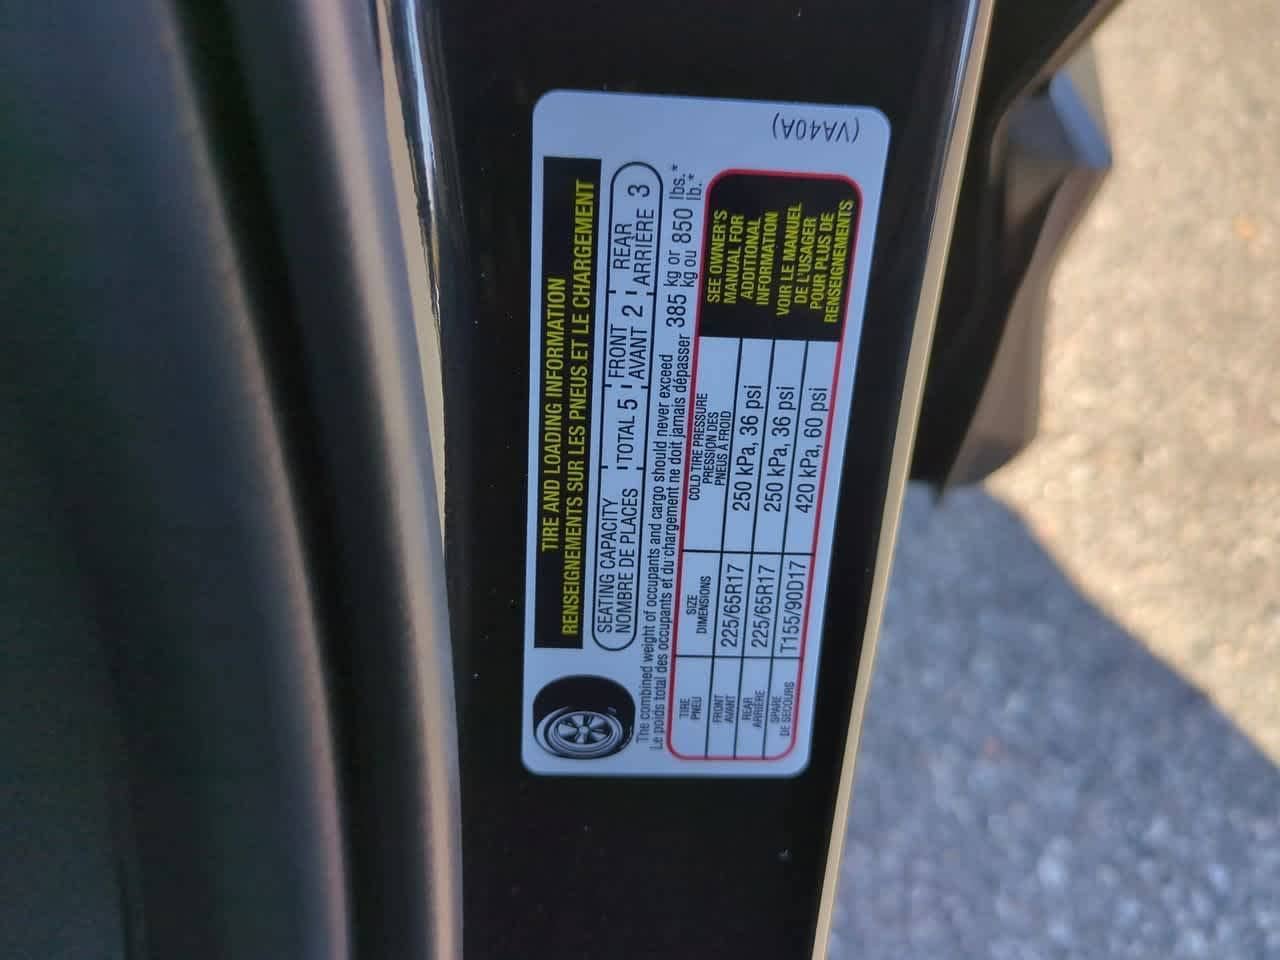 TIRE AND LOADING INFORMATION
RENSEIGNEMENTS SUR LES PNEUS ET LE CHARGEMENT
SEATING CAPACITY
NOMBRE DE PLACES
TOTAL 5
FRONT
AVANT 2
REAR
ARRIÈRE 3
The combined weight of occupants and cargo should never exceed 385 kg or 850 lbs.*
Le poids total des occupants et du chargement ne doit jamais dépasser 385 kg ou 850 lb.*
TIRE
PNEU
SIZE
DIMENSIONS
COLD TIRE PRESSURE
PRESSION DES
PNEUS À FROID
FRONT
AVANT
225/65R17
250 kPa, 36 psi
REAR
ARRIÈRE
225/65R17
250 kPa, 36 psi
SPARE
DE SECOURS
T155/90D17
420 kPa, 60 psi
SEE OWNER'S
MANUAL FOR
ADDITIONAL
INFORMATION
VOIR LE MANUEL
DE L'USAGER
POUR PLUS DE
RENSEIGNEMENTS
(VA40A)